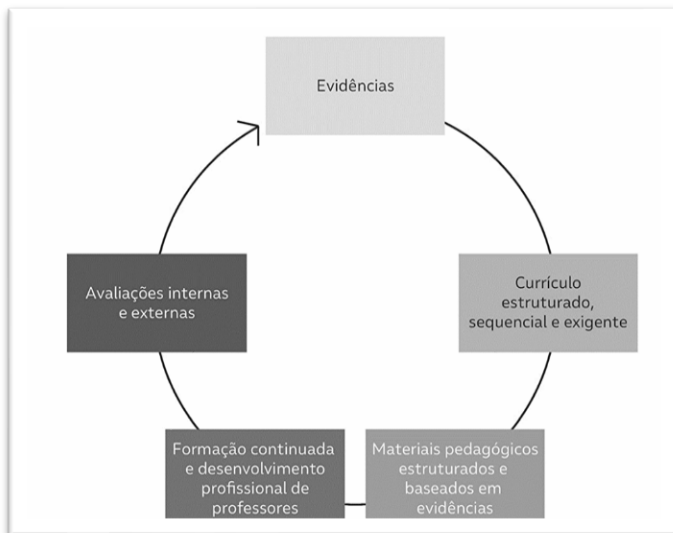 Evidências
Currículo
estruturado,
sequencial e exigente
Materiais pedagógicos
estruturados e
baseados em
evidências
Formação continuada
e desenvolvimento
profissional de
professores
Avaliações internas
e externas